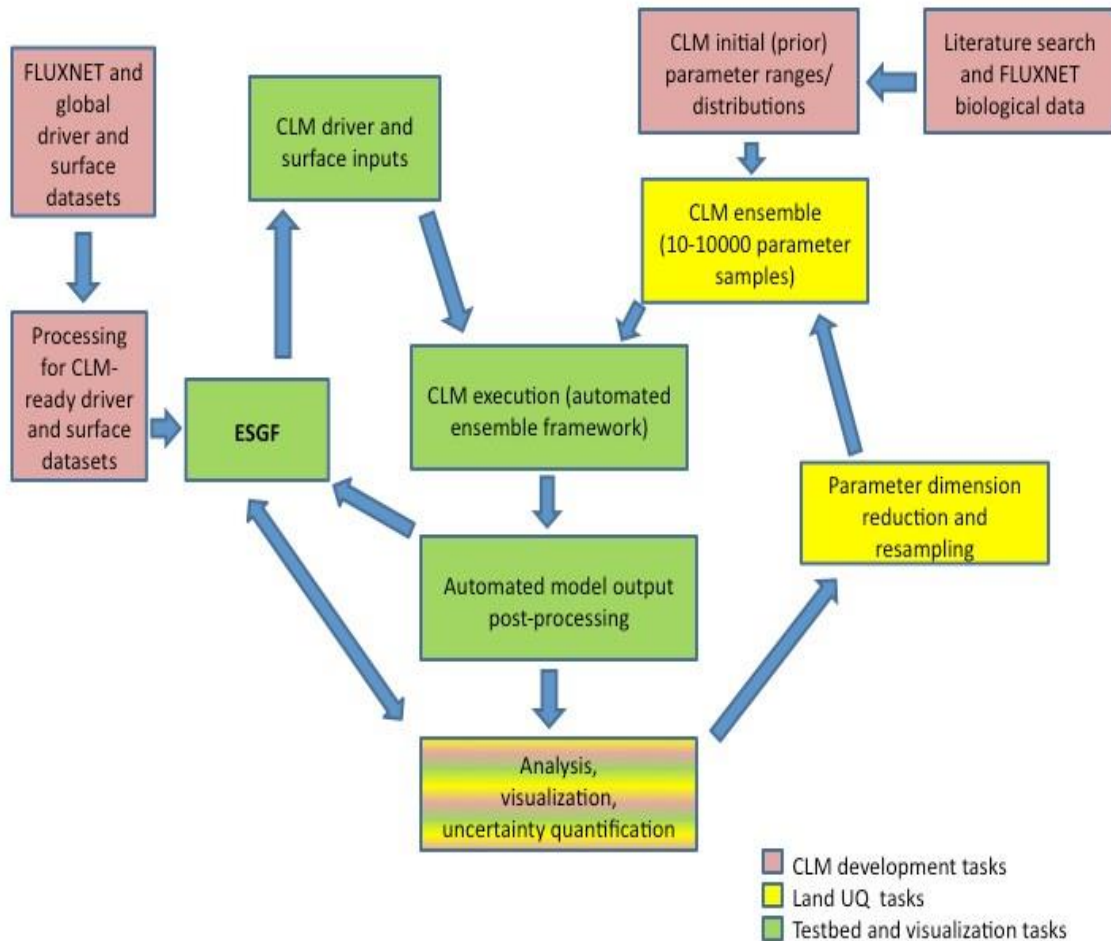 FLUXNET and
global
driver and
surface
datasets
CLM driver and
surface inputs
CLM initial (prior)
parameter ranges/
distributions
Literature search
and FLUXNET
biological data
CLM ensemble
(10-10000 parameter
samples)
Processing
for CLM-
ready driver
and surface
datasets
ESGF
CLM execution (automated
ensemble framework)
Parameter dimension
reduction and
resampling
Automated model output
post-processing
Analysis,
visualization,
uncertainty quantification
CLM development tasks
Land UQ tasks
Testbed and visualization tasks